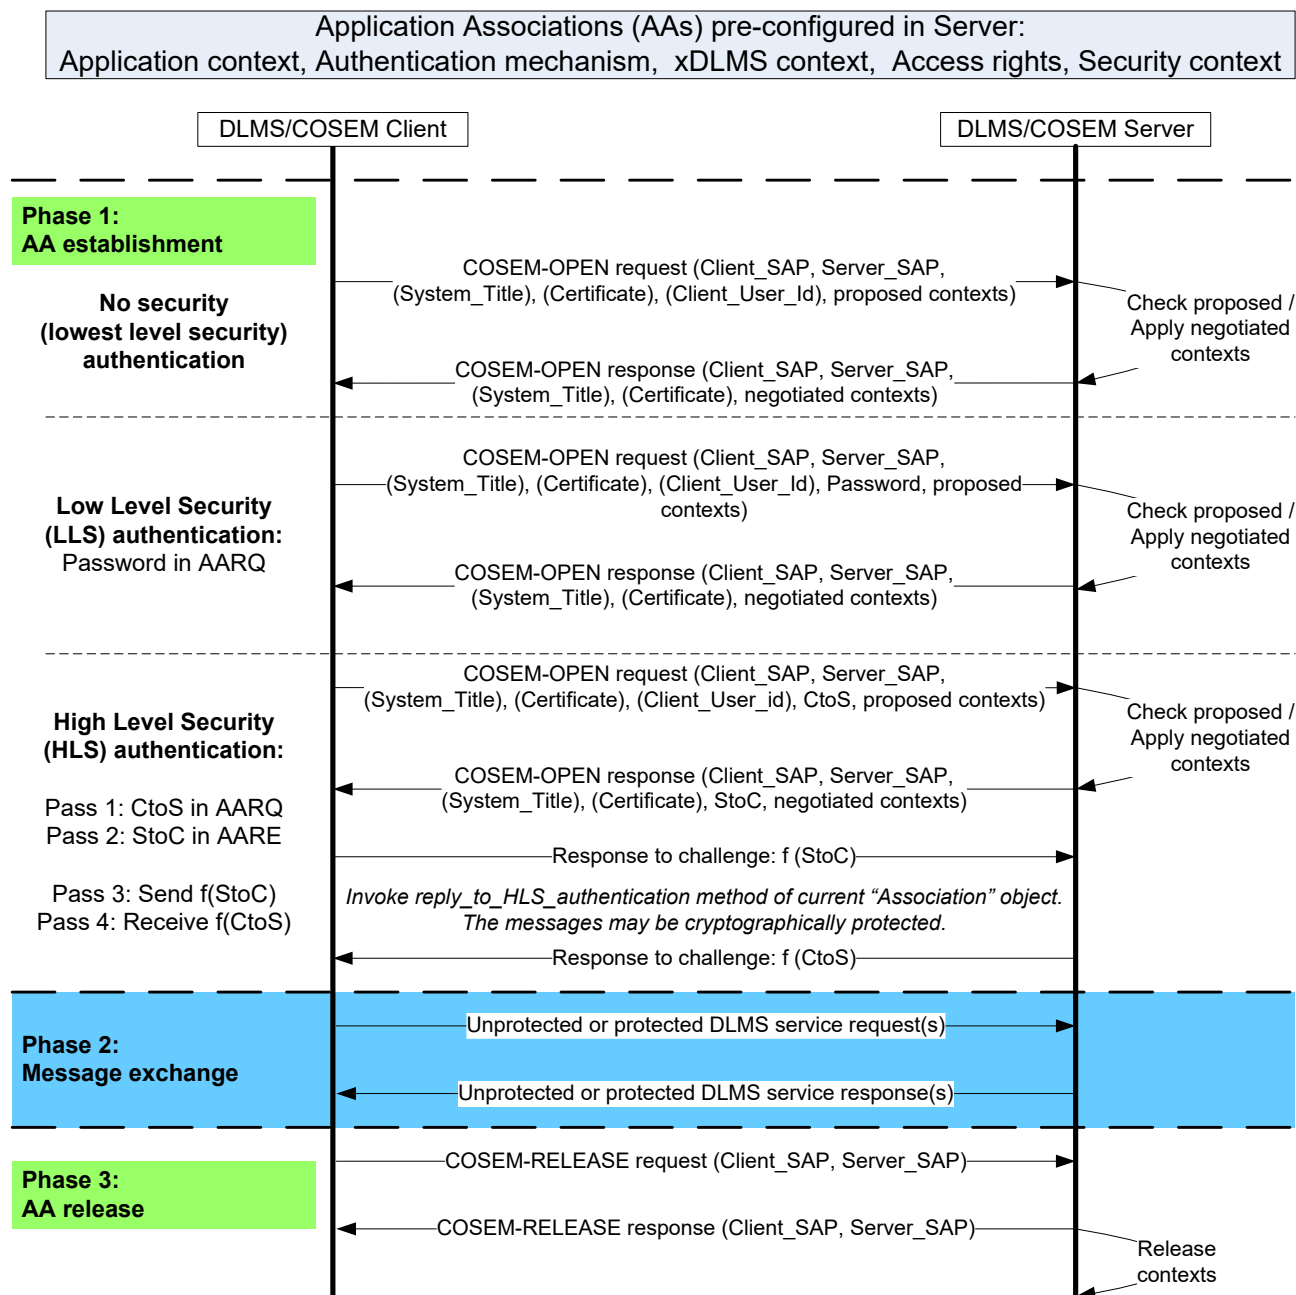 Application Associations (AAs) pre-configured in Server:
Application context, Authentication mechanism, xDLMS context, Access rights, Security context
DLMS/COSEM Client
DLMS/COSEM Server
Phase 1:
AA establishment
No security
(lowest level security)
authentication
COSEM-OPEN request (Client_SAP, Server_SAP,
(System_Title), (Certificate), (Client_User_Id), proposed contexts)
Check proposed /
Apply negotiated
contexts
COSEM-OPEN response (Client_SAP, Server_SAP,
(System_Title), (Certificate), negotiated contexts)
Low Level Security
(LLS) authentication:
Password in AARQ
COSEM-OPEN request (Client_SAP, Server_SAP,
(System_Title), (Certificate), (Client_User_Id), Password, proposed
contexts)
Check proposed /
Apply negotiated
contexts
COSEM-OPEN response (Client_SAP, Server_SAP,
(System_Title), (Certificate), negotiated contexts)
High Level Security
(HLS) authentication:
Pass 1: CtoS in AARQ
Pass 2: StoC in AARE
Pass 3: Send f(StoC)
Pass 4: Receive f(CtoS)
COSEM-OPEN request (Client_SAP, Server_SAP,
(System_Title), (Certificate), (Client_User_id), CtoS, proposed contexts)
Check proposed /
Apply negotiated
contexts
COSEM-OPEN response (Client_SAP, Server_SAP,
(System_Title), (Certificate), StoC, negotiated contexts)
Response to challenge: f (StoC)
Invoke reply_to_HLS_authentication method of current “Association” object.
The messages may be cryptographically protected.
Response to challenge: f (CtoS)
Phase 2:
Message exchange
Unprotected or protected DLMS service request(s)
Unprotected or protected DLMS service response(s)
Phase 3:
AA release
COSEM-RELEASE request (Client_SAP, Server_SAP)
COSEM-RELEASE response (Client_SAP, Server_SAP)
Release
contexts